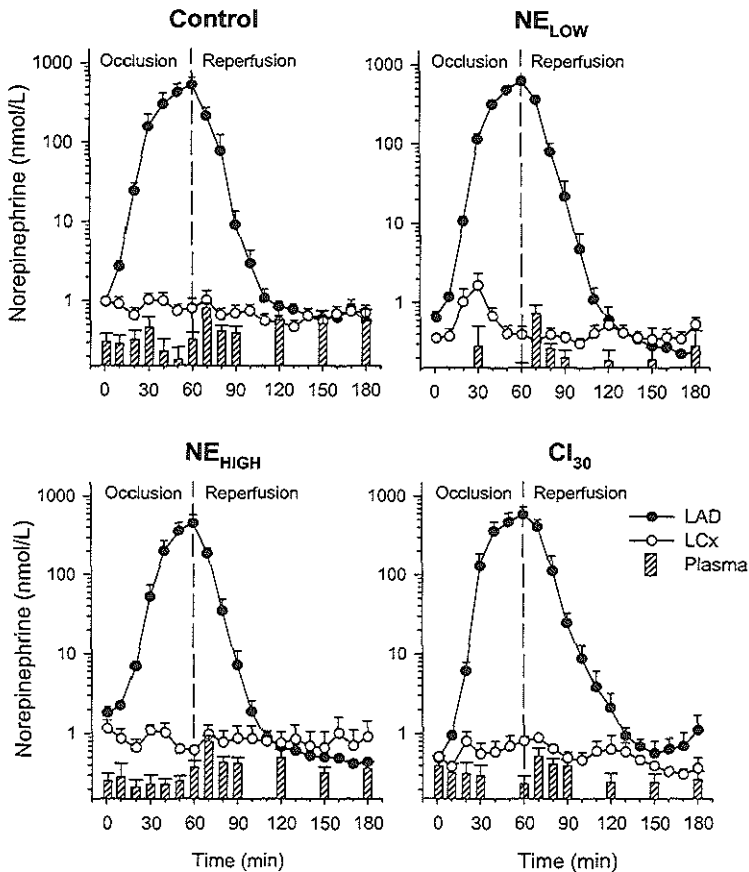 Control
NE_LOW
Occlusion Reperfusion
Occlusion Reperfusion
Norepinephrine (nmol/L)
1000
100
10
1
1000
100
10
1
0 30 60 90 120 150 180
0 30 60 90 120 150 180
NE_HIGH
CI_30
Occlusion Reperfusion
Occlusion Reperfusion
Norepinephrine (nmol/L)
1000
100
10
1
1000
100
10
1
LAD
LCx
Plasma
0 30 60 90 120 150 180
0 30 60 90 120 150 180
Time (min)
Time (min)